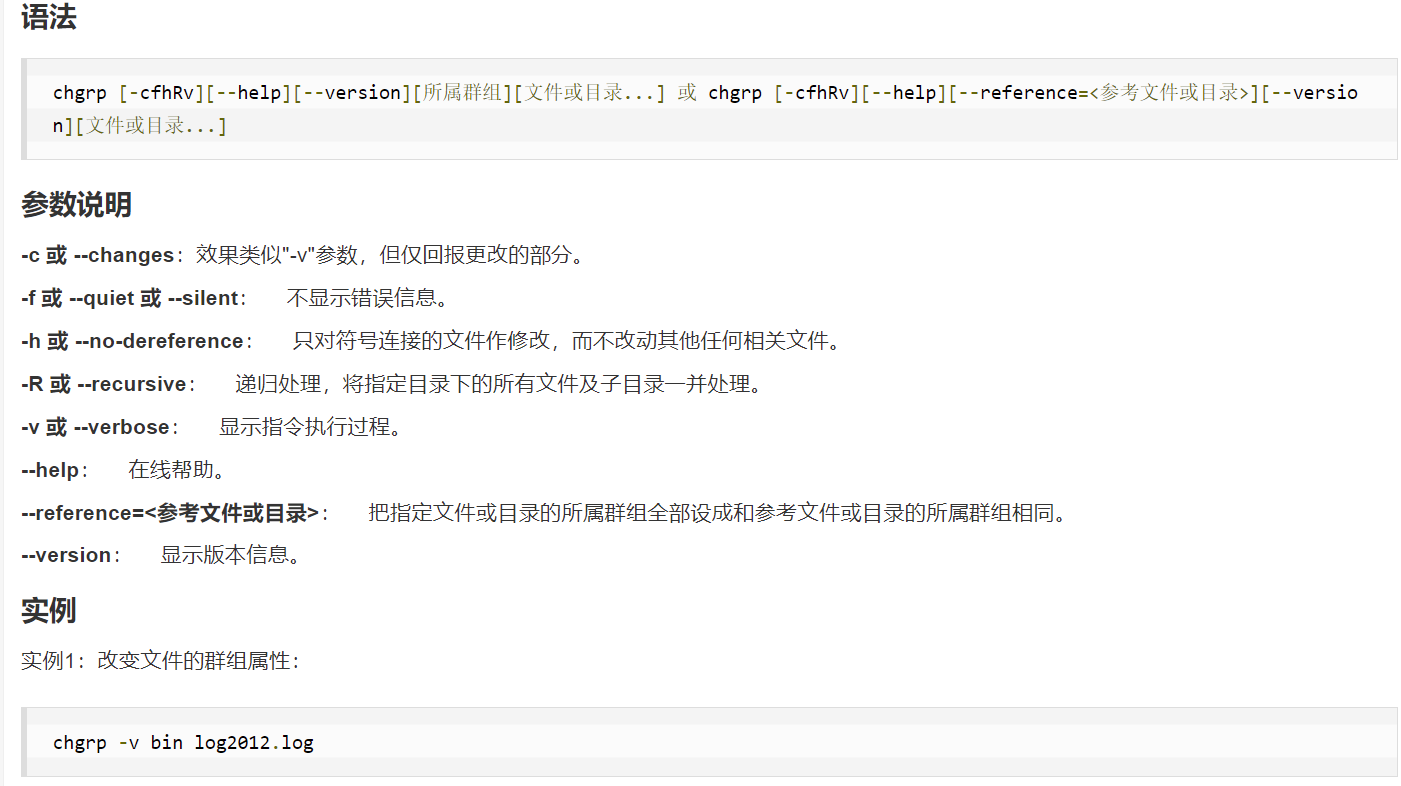 语法
chgrp [-cfhRv][--help][--version][所属群组][文件或目录...] 或 chgrp [-cfhRv][--help][--reference=<参考文件或目录>][--versio
n][文件或目录...]
参数说明
-c 或 --changes：效果类似"-v"参数，但仅回报更改的部分。
-f 或 --quiet 或 --silent： 不显示错误信息。
-h 或 --no-dereference： 只对符号连接的文件作修改，而不改动其他任何相关文件。
-R 或 --recursive： 递归处理，将指定目录下的所有文件及子目录一并处理。
-v 或 --verbose： 显示指令执行过程。
--help： 在线帮助。
--reference=<参考文件或目录>： 把指定文件或目录的所属群组全部设成和参考文件或目录的所属群组相同。
--version： 显示版本信息。
实例
实例1：改变文件的群组属性：
chgrp -v bin log2012.log